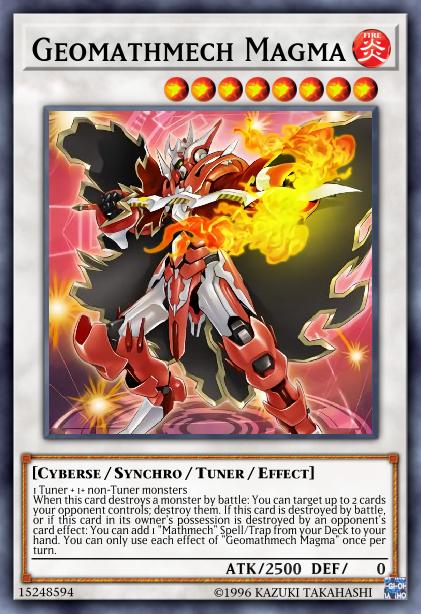 GEOMATHMECH MAGMA
FIRE
炎
[CYBERSE / SYNCHRO / TUNER / EFFECT]
1 Tuner + 1+ non-Tuner monsters
When this card destroys a monster by battle: You can target up to 2 cards
your opponent controls; destroy them. If this card is destroyed by battle,
or if this card in its owner's possession is destroyed by an opponent's
card effect: You can add 1 "Mathmech" Spell/Trap from your Deck to your
hand. You can only use each effect of "Geomathmech Magma" once per
turn.
ATK/2500 DEF/ 0
15248594
©1996 KAZUKI TAKAHASHI